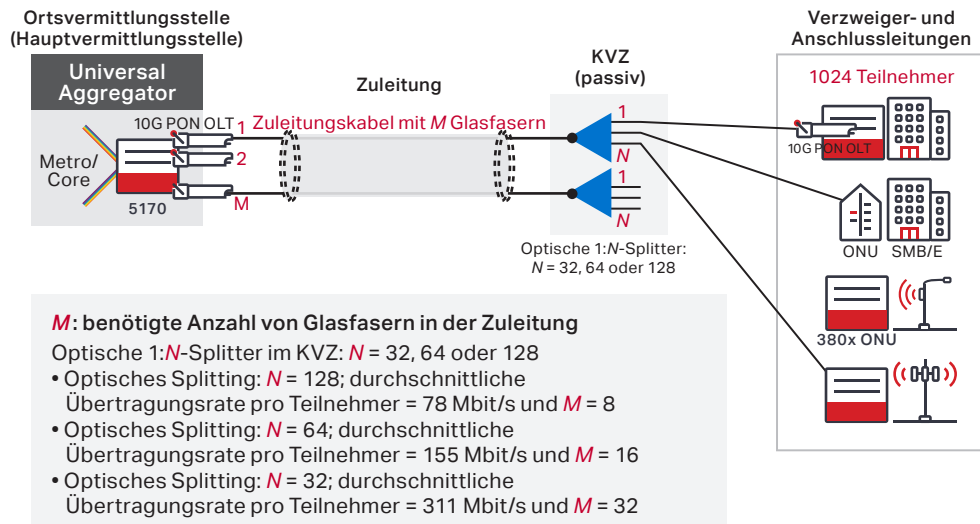 Ortsvermittlungsstelle
(Hauptvermittlungsstelle)
Universal
Aggregator
10G PON OLT
1
2
M
Metro/
Core
5170
Zuleitung
Zuleitungskabel mit M Glasfasern
KVZ
(passiv)
1
N
1
N
Optische 1:N-Splitter:
N = 32, 64 oder 128
Verzweiger- und
Anschlussleitungen
1024 Teilnehmer
10G PON OLT
ONU
SMB/E
380x ONU
M: benötigte Anzahl von Glasfasern in der Zuleitung
Optische 1:N-Splitter im KVZ: N = 32, 64 oder 128
• Optisches Splitting: N = 128; durchschnittliche
Übertragungsrate pro Teilnehmer = 78 Mbit/s und M = 8
• Optisches Splitting: N = 64; durchschnittliche
Übertragungsrate pro Teilnehmer = 155 Mbit/s und M = 16
• Optisches Splitting: N = 32; durchschnittliche
Übertragungsrate pro Teilnehmer = 311 Mbit/s und M = 32